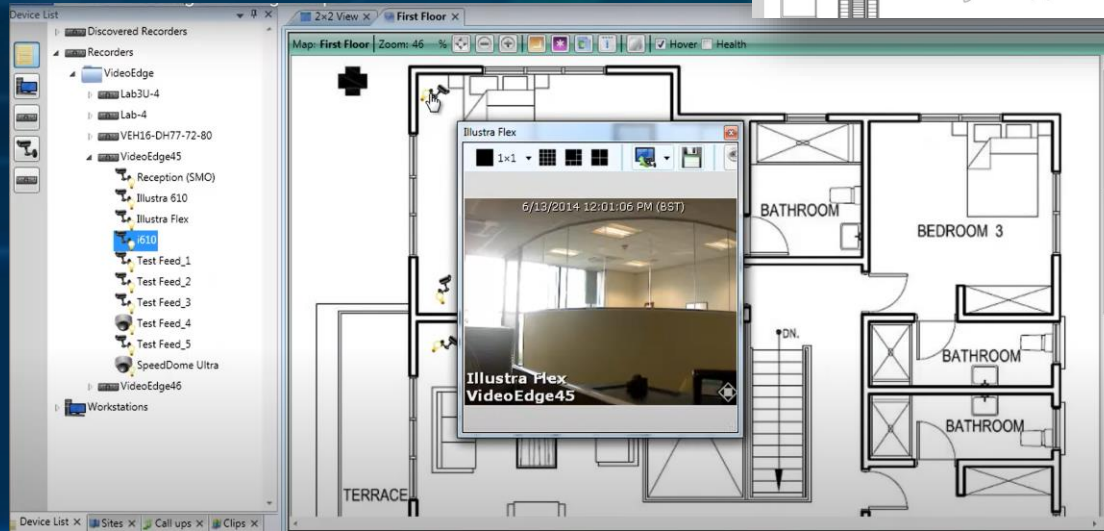 Device List
Discovered Recorders
Recorders
VideoEdge
Lab3U-4
Lab-4
VEH16-DH77-72-80
VideoEdge45
Reception (SMO)
Illustra 610
Illustra Flex
i610
Test Feed_1
Test Feed_2
Test Feed_3
Test Feed_4
Test Feed_5
SpeedDome Ultra
VideoEdge46
Workstations
Device List Sites Call ups Clips
2×2 View First Floor
Map: First Floor Zoom: 46 % Hover Health
Illustra Flex
1×1
6/13/2014 12:01:06 PM (BST)
Illustra Flex
VideoEdge45
BATHROOM
BEDROOM 3
DN.
BATHROOM
BATHROOM
TERRACE